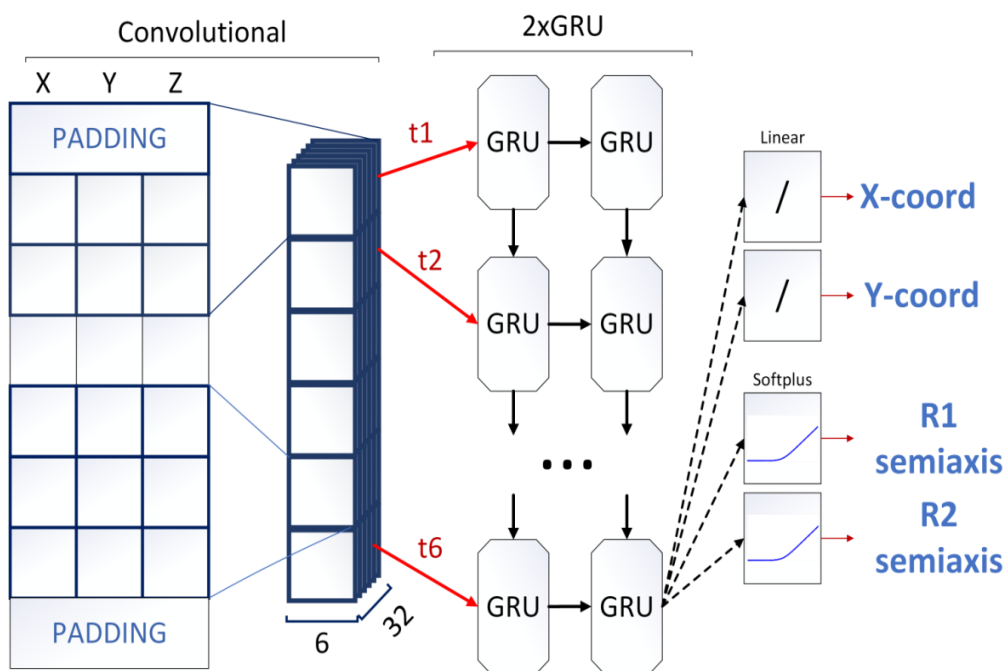 Convolutional
2xGRU
X Y Z
PADDING
t1
GRU GRU
Linear
/
X-coord
t2
/
Y-coord
GRU GRU
Softplus
R1
semiaxis
...
R2
semiaxis
t6
GRU GRU
PADDING
6
32